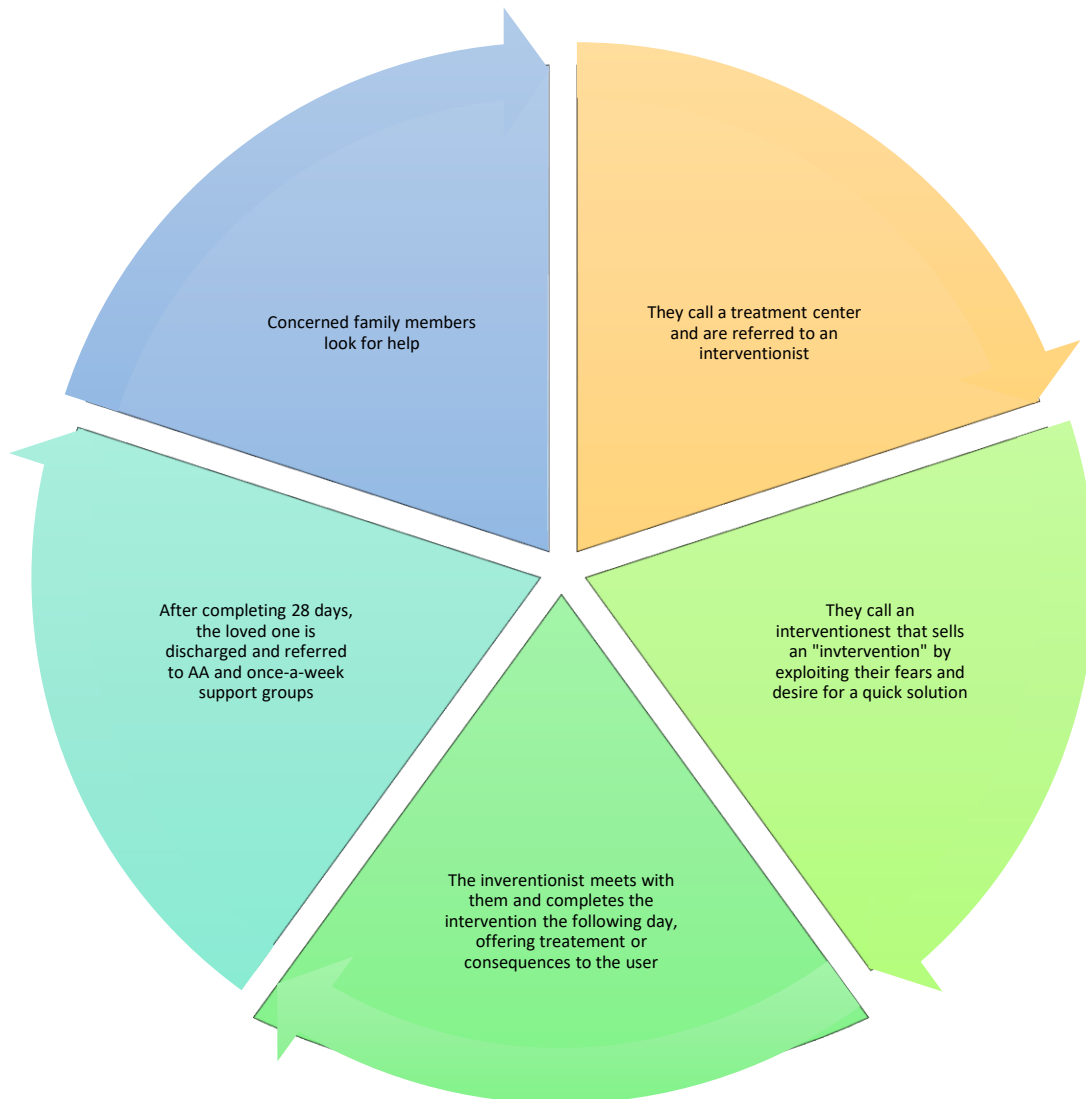 Concerned family members
look for help
They call a treatment center
and are referred to an
interventionist
They call an
interventionest that sells
an "invtervention" by
exploiting their fears and
desire for a quick solution
The inverentionist meets with
them and completes the
intervention the following day,
offering treatement or
consequences to the user
After completing 28 days,
the loved one is
discharged and referred
to AA and once-a-week
support groups